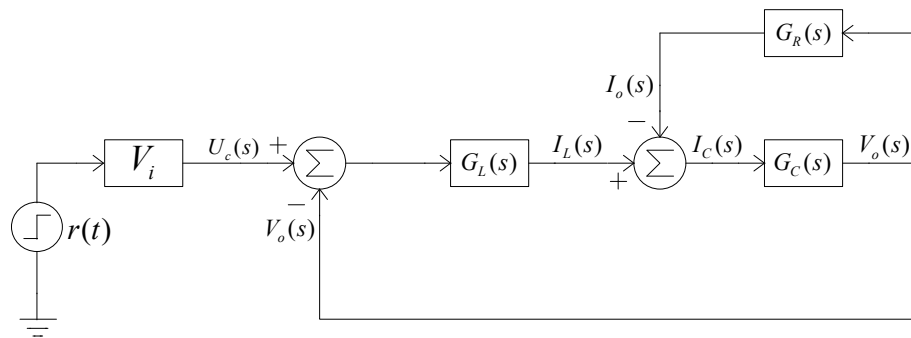 G_R(s)
I_o(s)
−
V_i
U_c(s)
+
Σ
G_L(s)
I_L(s)
Σ
I_C(s)
G_C(s)
V_o(s)
+
−
r(t)
V_o(s)